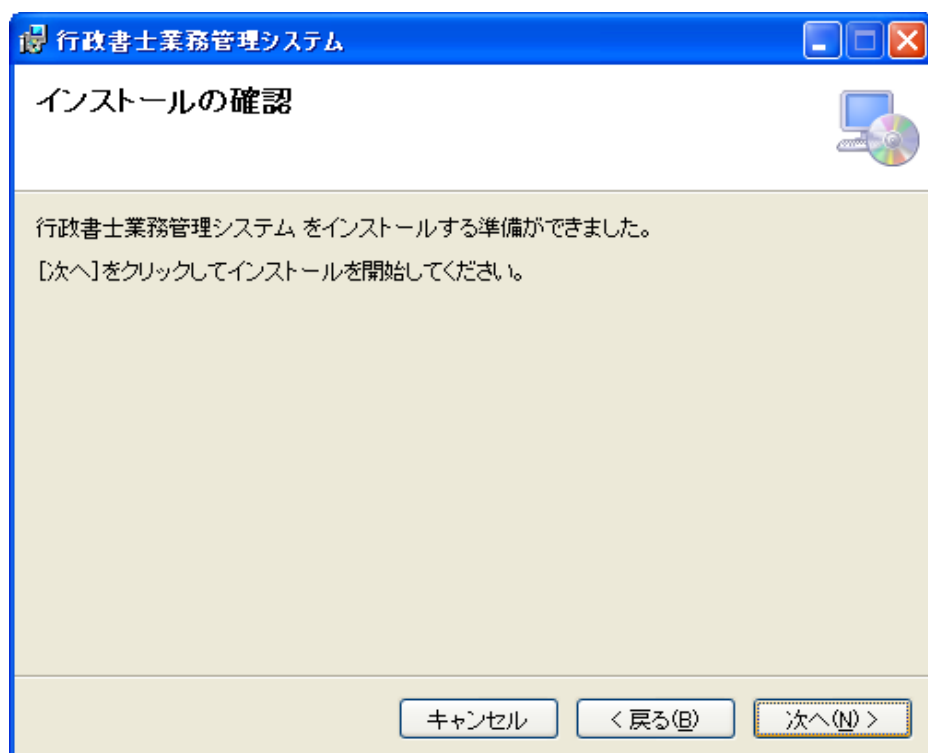 行政書士業務管理システム
インストールの確認
行政書士業務管理システム をインストールする準備ができました。
[次へ]をクリックしてインストールを開始してください。
キャンセル
< 戻る(B)
次へ(N) >